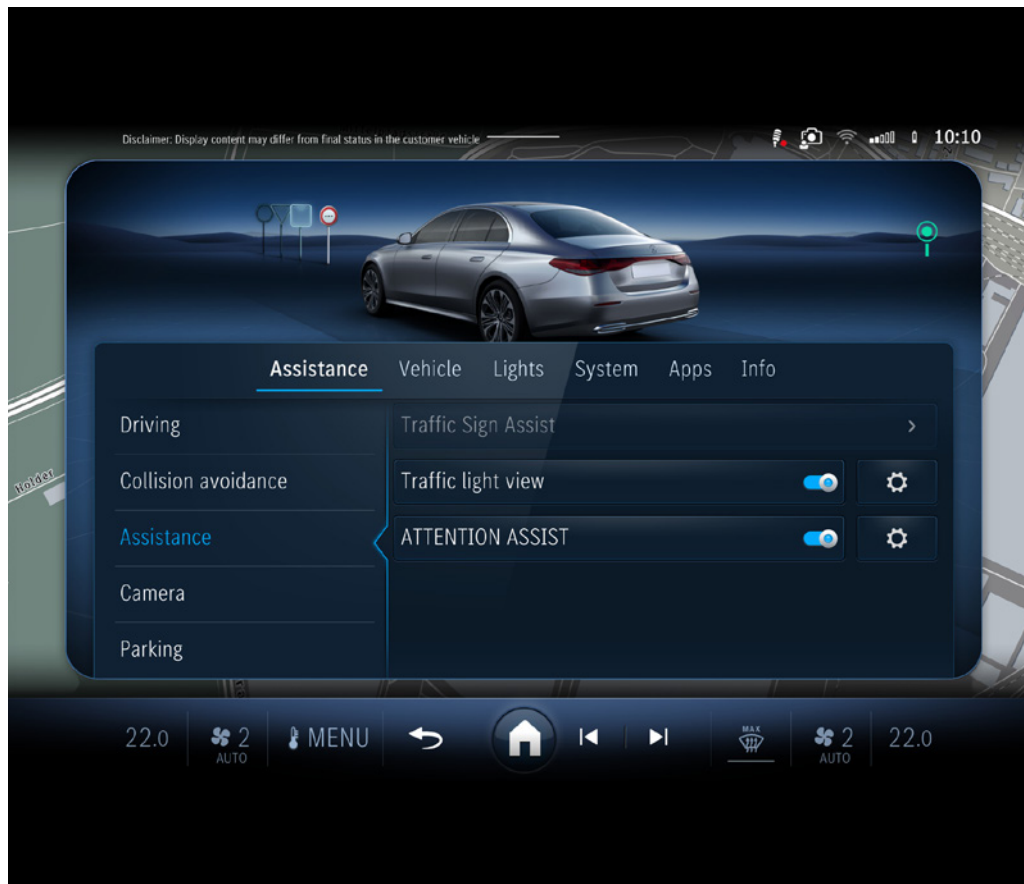 Disclaimer: Display content may differ from final status in the customer vehicle
10:10
Assistance Vehicle Lights System Apps Info
Driving
Traffic Sign Assist
Collision avoidance
Traffic light view
Assistance
ATTENTION ASSIST
Camera
Parking
Holder
22.0
2
AUTO
MENU
MAX
2
AUTO
22.0